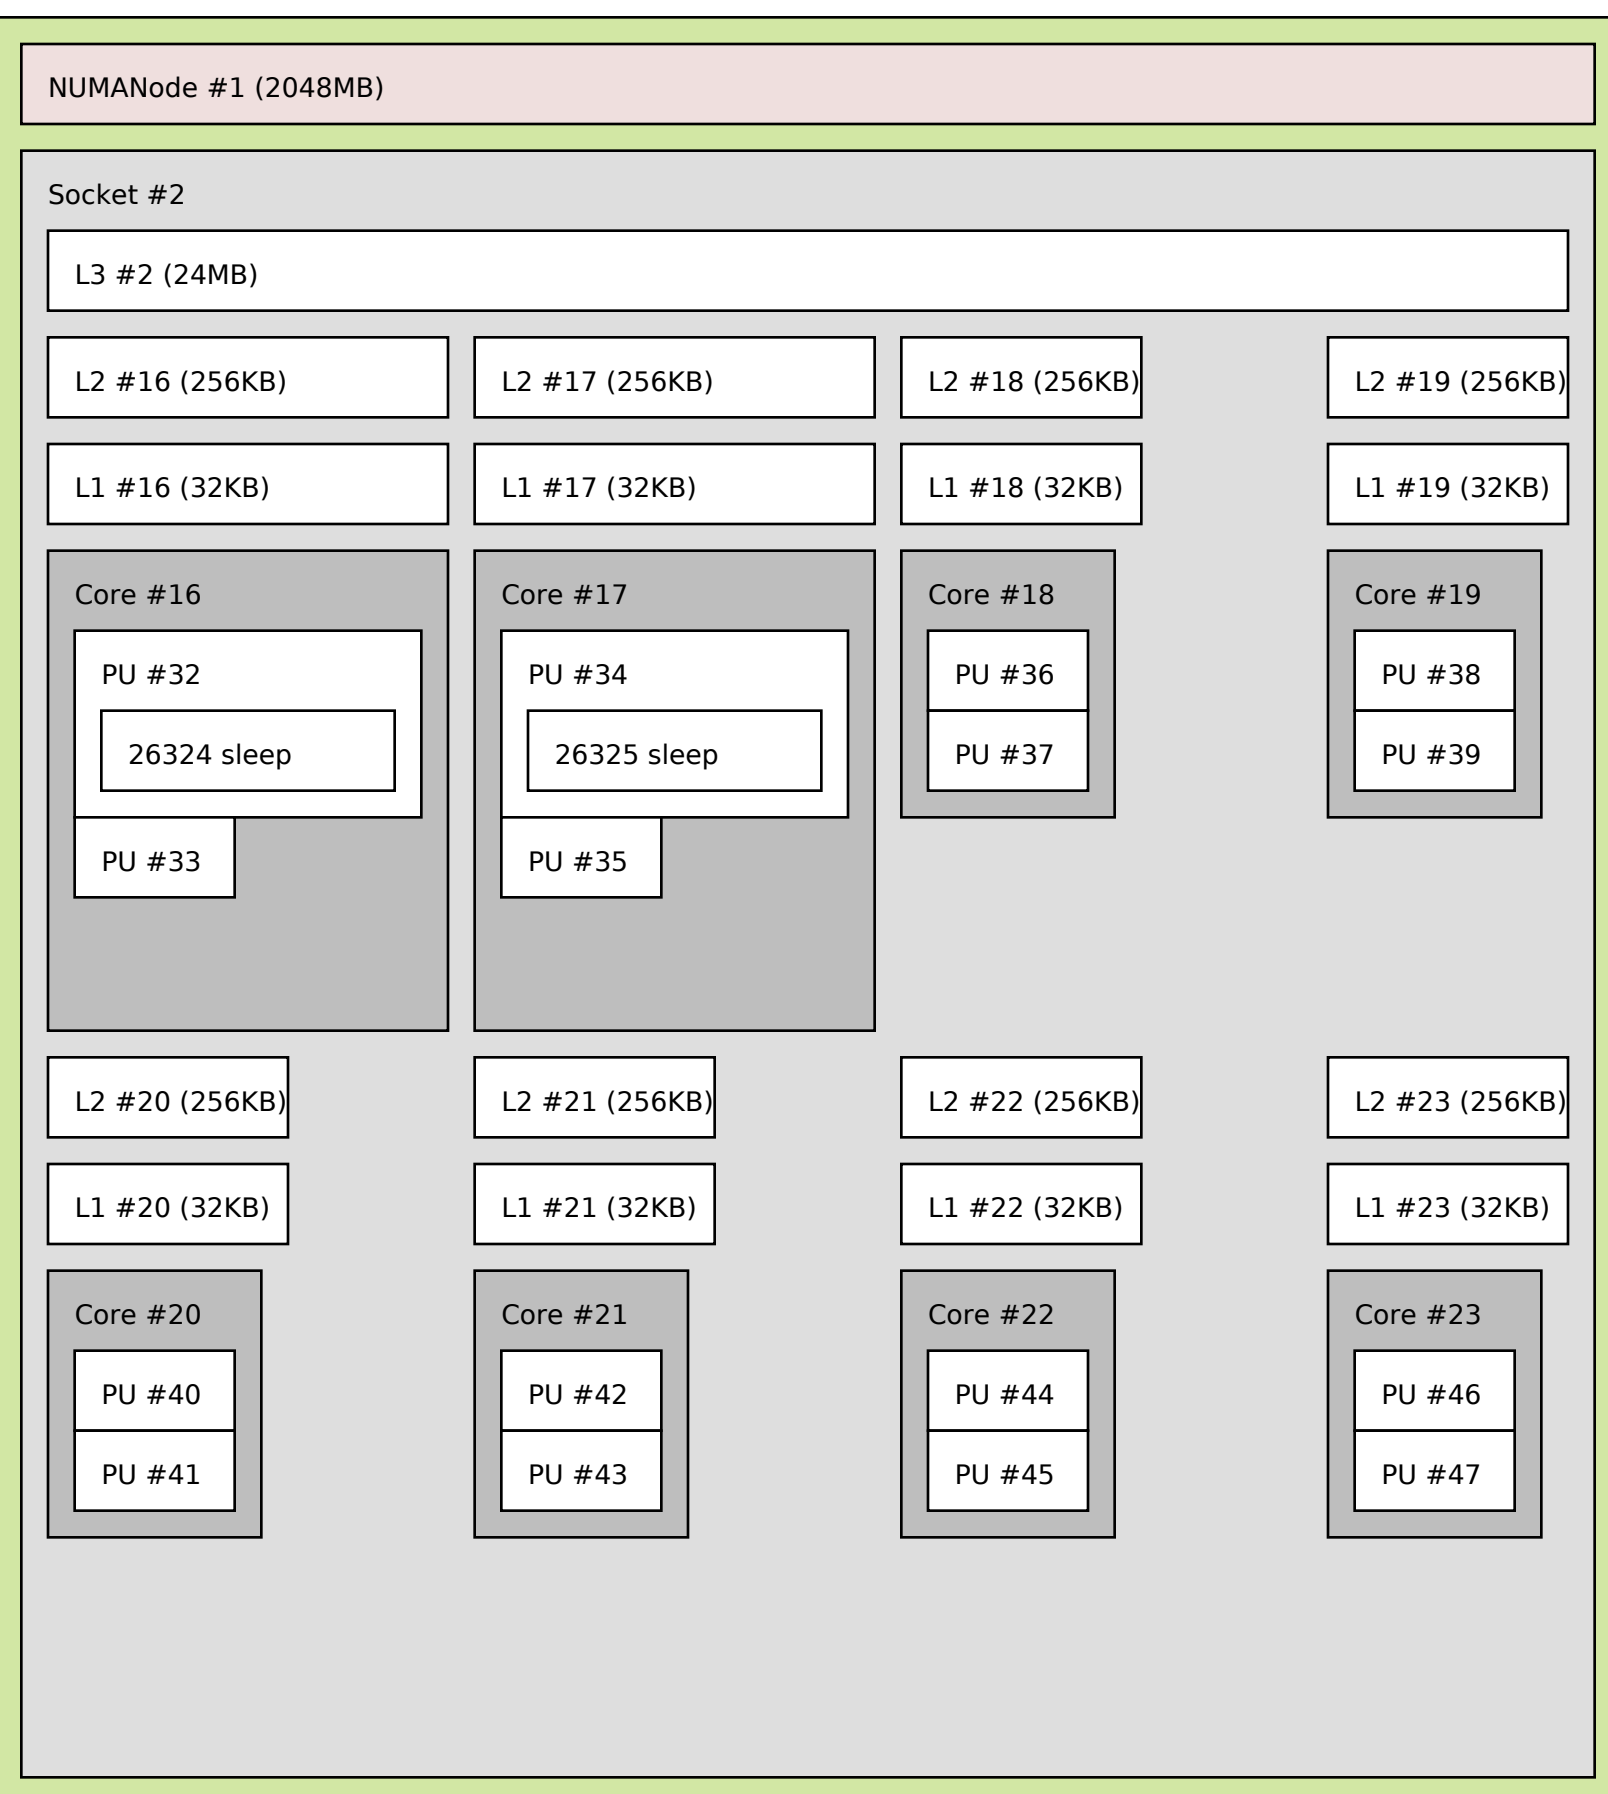 NUMANode #1 (2048MB)
Socket #2
L3 #2 (24MB)
L2 #16 (256KB)
L2 #17 (256KB)
L2 #18 (256KB)
L2 #19 (256KB)
L1 #16 (32KB)
L1 #17 (32KB)
L1 #18 (32KB)
L1 #19 (32KB)
Core #16
Core #17
Core #18
Core #19
PU #32
PU #34
PU #36
PU #38
26324 sleep
26325 sleep
PU #37
PU #39
PU #33
PU #35
L2 #20 (256KB)
L2 #21 (256KB)
L2 #22 (256KB)
L2 #23 (256KB)
L1 #20 (32KB)
L1 #21 (32KB)
L1 #22 (32KB)
L1 #23 (32KB)
Core #20
Core #21
Core #22
Core #23
PU #40
PU #42
PU #44
PU #46
PU #41
PU #43
PU #45
PU #47